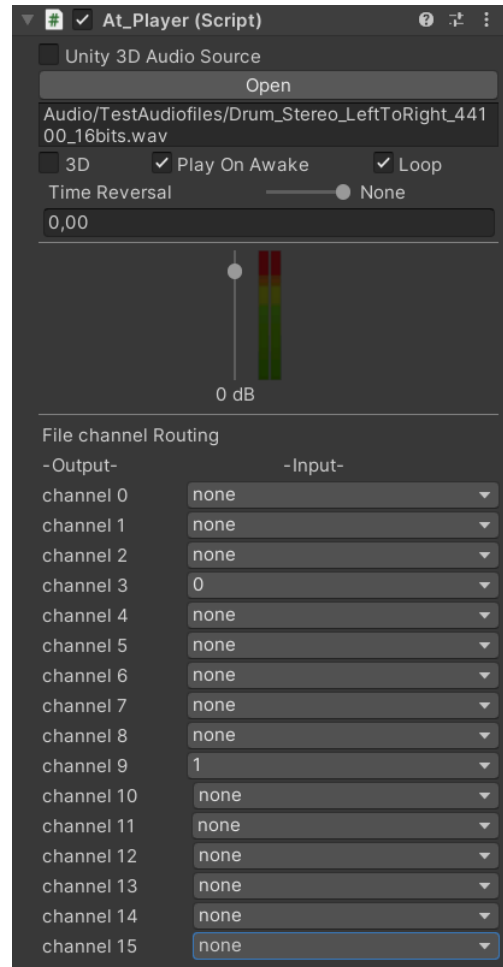 At_Player (Script)
Unity 3D Audio Source
Open
Audio/TestAudiofiles/Drum_Stereo_LeftToRight_441
00_16bits.wav
3D Play On Awake Loop
Time Reversal None
0,00
0 dB
File channel Routing
-Output- -Input-
channel 0 none
channel 1 none
channel 2 none
channel 3 0
channel 4 none
channel 5 none
channel 6 none
channel 7 none
channel 8 none
channel 9 1
channel 10 none
channel 11 none
channel 12 none
channel 13 none
channel 14 none
channel 15 none